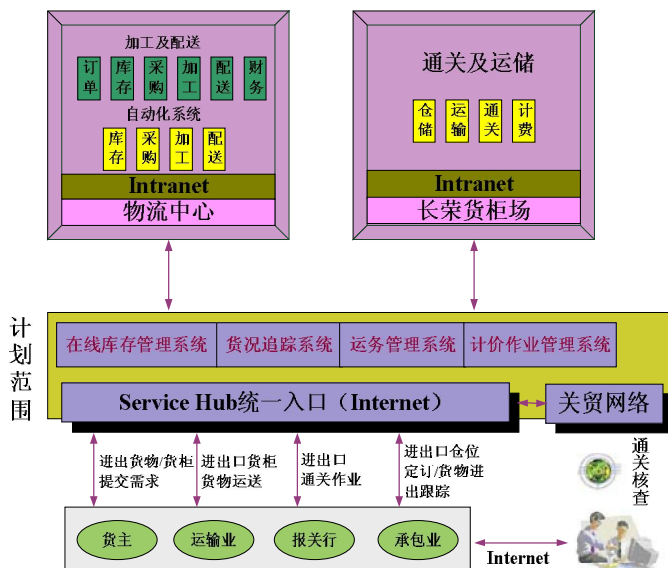 加工及配送
订单
库存
采购
加工
配送
财务
自动化系统
库存
采购
加工
配送
Intranet
物流中心
通关及运储
仓储
运输
通关
计费
Intranet
长荣货柜场
计划范围
在线库存管理系统
货况追踪系统
运务管理系统
计价作业管理系统
Service Hub统一入口（Internet）
关贸网络
进出货物/货柜
提交需求
进出口货柜
货物运送
进出口
通关作业
进出口仓位
定订/货物进
出跟踪
通关核查
货主
运输业
报关行
承包业
Internet